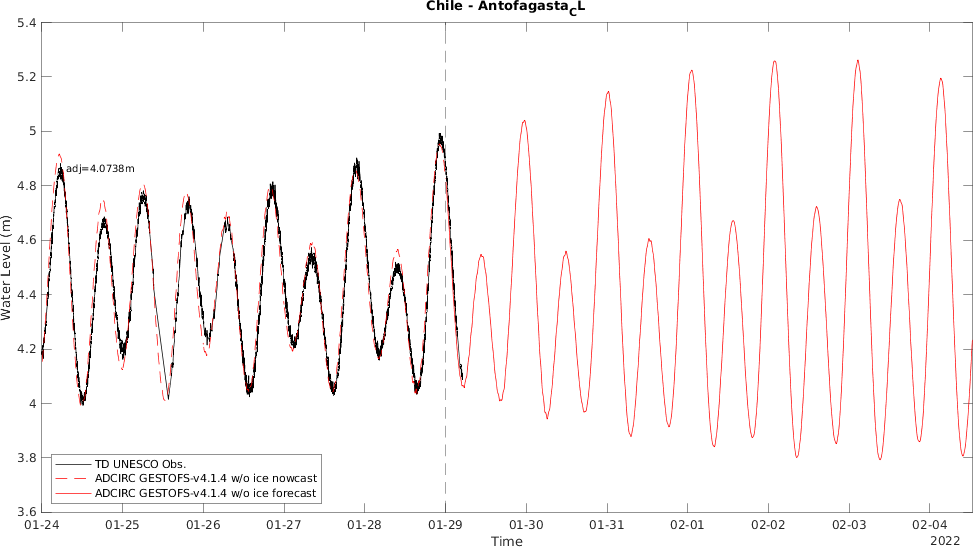 Chile - Antofagasta_CL
5.4
5.2
5
4.8
4.6
4.4
4.2
4
3.8
3.6
Water Level (m)
adj=4.0738m
TD UNESCO Obs.
ADCIRC GESTOFS-v4.1.4 w/o ice nowcast
ADCIRC GESTOFS-v4.1.4 w/o ice forecast
01-24 01-25 01-26 01-27 01-28 01-29 01-30 01-31 02-01 02-02 02-03 02-04
Time
2022